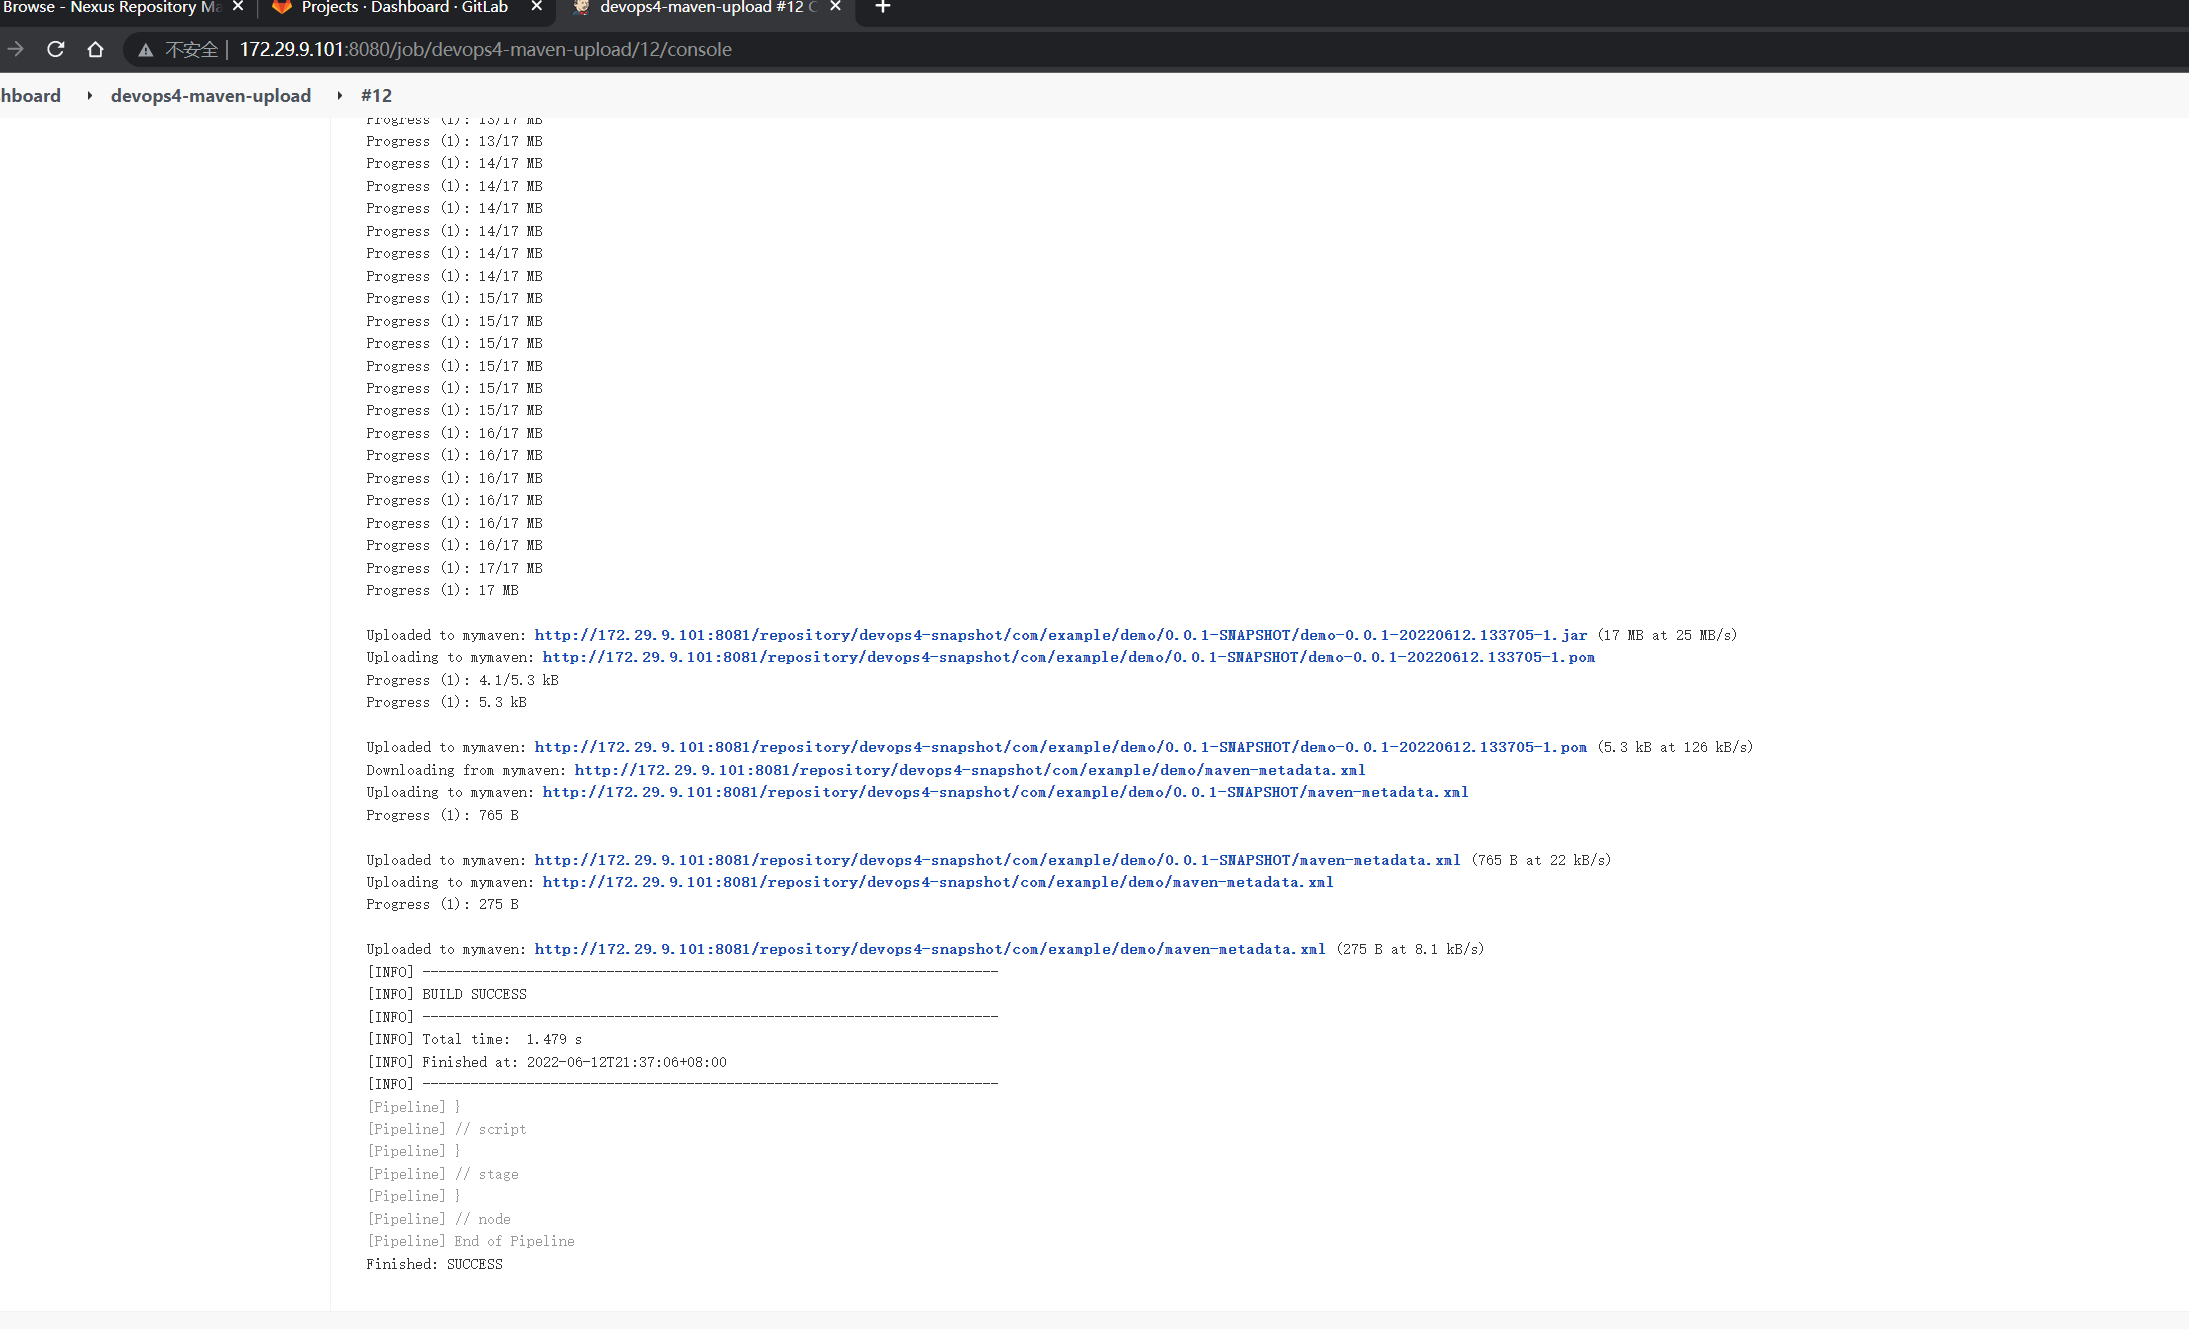 Browse - Nexus Repository Ma
Projects · Dashboard · GitLab
devops4-maven-upload #12 C
不安全 | 172.29.9.101:8080/job/devops4-maven-upload/12/console
hboard
devops4-maven-upload
#12
Progress (1): 13/17 MB
Progress (1): 13/17 MB
Progress (1): 14/17 MB
Progress (1): 14/17 MB
Progress (1): 14/17 MB
Progress (1): 14/17 MB
Progress (1): 14/17 MB
Progress (1): 14/17 MB
Progress (1): 15/17 MB
Progress (1): 15/17 MB
Progress (1): 15/17 MB
Progress (1): 15/17 MB
Progress (1): 15/17 MB
Progress (1): 15/17 MB
Progress (1): 16/17 MB
Progress (1): 16/17 MB
Progress (1): 16/17 MB
Progress (1): 16/17 MB
Progress (1): 16/17 MB
Progress (1): 16/17 MB
Progress (1): 17/17 MB
Progress (1): 17 MB
Uploaded to mymaven: http://172.29.9.101:8081/repository/devops4-snapshot/com/example/demo/0.0.1-SNAPSHOT/demo-0.0.1-20220612.133705-1.jar (17 MB at 25 MB/s)
Uploading to mymaven: http://172.29.9.101:8081/repository/devops4-snapshot/com/example/demo/0.0.1-SNAPSHOT/demo-0.0.1-20220612.133705-1.pom
Progress (1): 4.1/5.3 kB
Progress (1): 5.3 kB
Uploaded to mymaven: http://172.29.9.101:8081/repository/devops4-snapshot/com/example/demo/0.0.1-SNAPSHOT/demo-0.0.1-20220612.133705-1.pom (5.3 kB at 126 kB/s)
Downloading from mymaven: http://172.29.9.101:8081/repository/devops4-snapshot/com/example/demo/maven-metadata.xml
Uploading to mymaven: http://172.29.9.101:8081/repository/devops4-snapshot/com/example/demo/0.0.1-SNAPSHOT/maven-metadata.xml
Progress (1): 765 B
Uploaded to mymaven: http://172.29.9.101:8081/repository/devops4-snapshot/com/example/demo/0.0.1-SNAPSHOT/maven-metadata.xml (765 B at 22 kB/s)
Uploading to mymaven: http://172.29.9.101:8081/repository/devops4-snapshot/com/example/demo/maven-metadata.xml
Progress (1): 275 B
Uploaded to mymaven: http://172.29.9.101:8081/repository/devops4-snapshot/com/example/demo/maven-metadata.xml (275 B at 8.1 kB/s)
[INFO] ------------------------------------------------------------------------
[INFO] BUILD SUCCESS
[INFO] ------------------------------------------------------------------------
[INFO] Total time:  1.479 s
[INFO] Finished at: 2022-06-12T21:37:06+08:00
[INFO] ------------------------------------------------------------------------
[Pipeline] }
[Pipeline] // script
[Pipeline] }
[Pipeline] // stage
[Pipeline] }
[Pipeline] // node
[Pipeline] End of Pipeline
Finished: SUCCESS